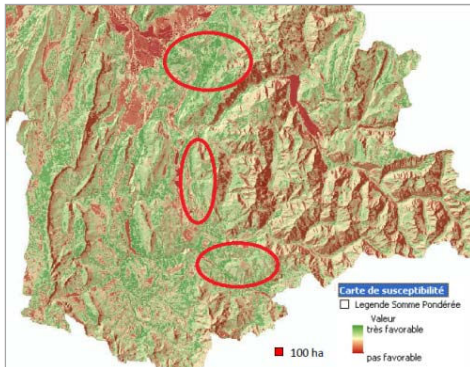 Carte de susceptibilité
Legende Somme Pondérée
Valeur
très favorable
pas favorable
100 ha